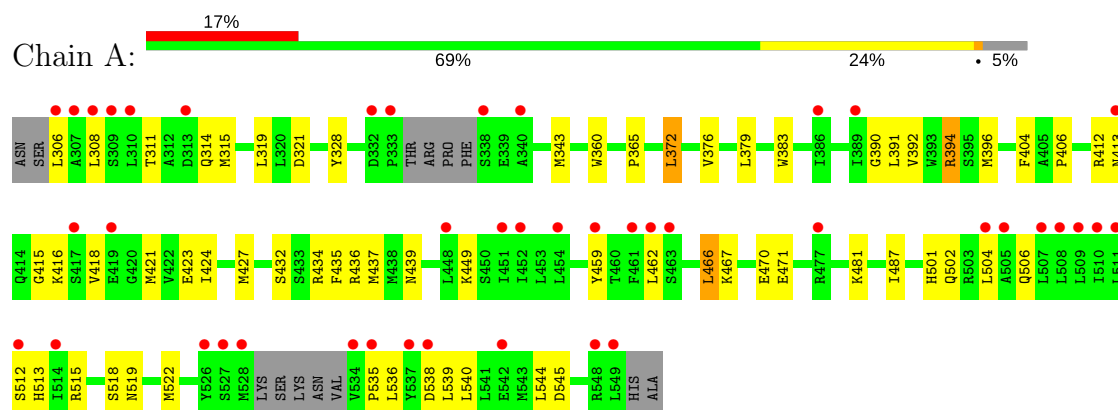 17%
Chain A:
69% 24% • 5%
ASN SER L306 A307 L308 S309 L310 T311 A312 D313 Q314 M315 L319 L320 D321 Y328 D332 P333 THR ARG PRO PHE S338 E339 A340 M343 W360 P365 L372 V376 L379 W383 I386 I389 G390 L391 V392 W393 R394 S395 M396 F404 A405 P406 R412 N413
Q414 G415 K416 S417 V418 E419 G420 M421 V422 E423 I424 M427 S432 S433 R434 F435 R436 M437 M438 N439 L448 K449 S450 I451 I452 L453 L454 Y459 T460 F461 L462 S463 L466 K467 E470 E471 R477 K481 I487 H501 Q502 R503 L504 A505 Q506 L507 L508 L509 I510 L511
S512 H513 I514 R515 S518 N519 M522 Y526 S527 M528 LYS SER LYS ASN VAL V534 P535 L536 Y537 D538 L539 L540 L541 E542 M543 L544 D545 R548 L549 HIS ALA